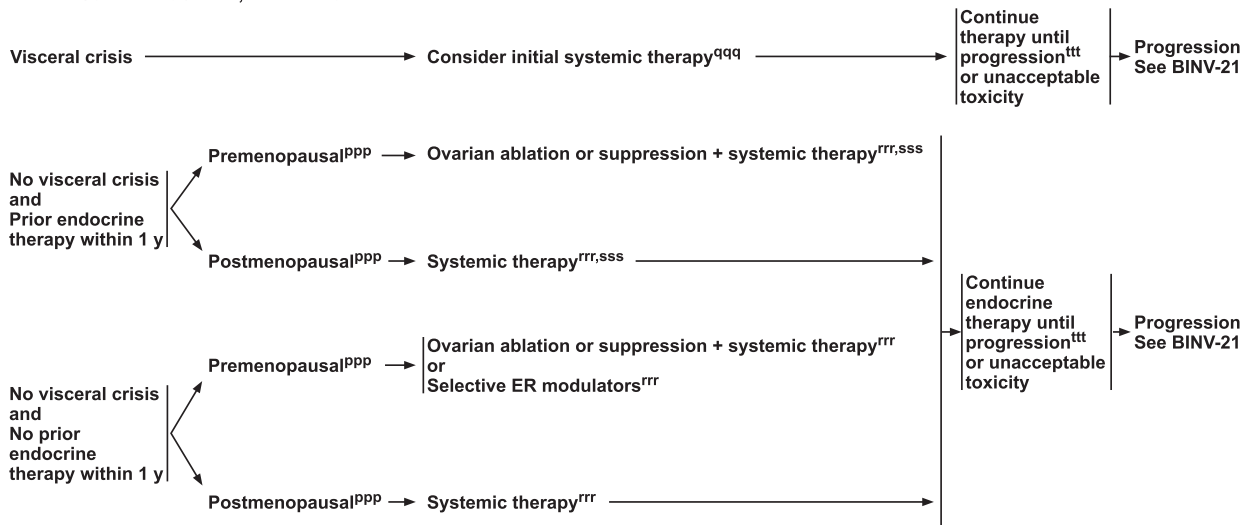 Visceral crisis
Consider initial systemic therapyqqq
Continue
therapy until
progressionttt
or unacceptable
toxicity
Progression
See BINV-21
No visceral crisis
and
Prior endocrine
therapy within 1 y
Premenopausalppp
Ovarian ablation or suppression + systemic therapyrrr,sss
Postmenopausalppp
Systemic therapyrrr,sss
No visceral crisis
and
No prior
endocrine
therapy within 1 y
Premenopausalppp
Ovarian ablation or suppression + systemic therapyrrr
or
Selective ER modulatorsrrr
Postmenopausalppp
Systemic therapyrrr
Continue
endocrine
therapy until
progressionttt
or unacceptable
toxicity
Progression
See BINV-21